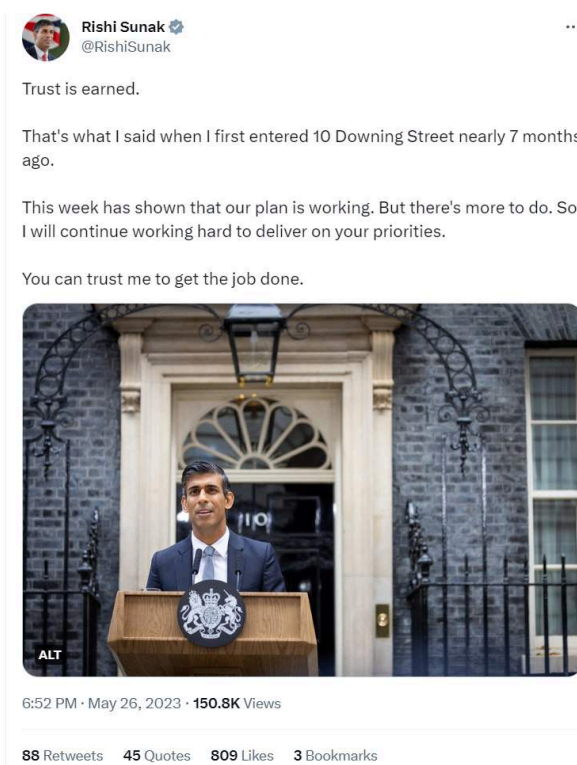 Rishi Sunak
@RishiSunak
Trust is earned.
That's what I said when I first entered 10 Downing Street nearly 7 months
ago.
This week has shown that our plan is working. But there's more to do. So
I will continue working hard to deliver on your priorities.
You can trust me to get the job done.
10
ALT
6:52 PM · May 26, 2023 · 150.8K Views
88 Retweets 45 Quotes 809 Likes 3 Bookmarks